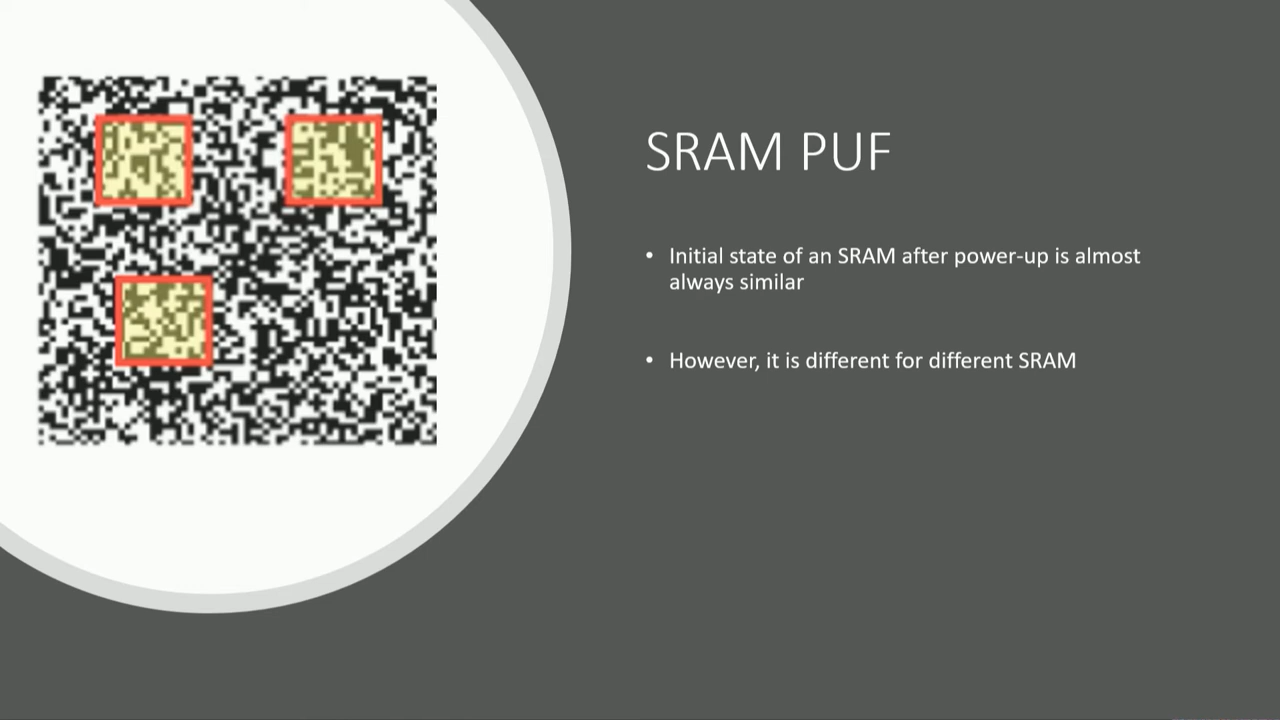 SRAM PUF
• Initial state of an SRAM after power-up is almost
always similar
• However, it is different for different SRAM